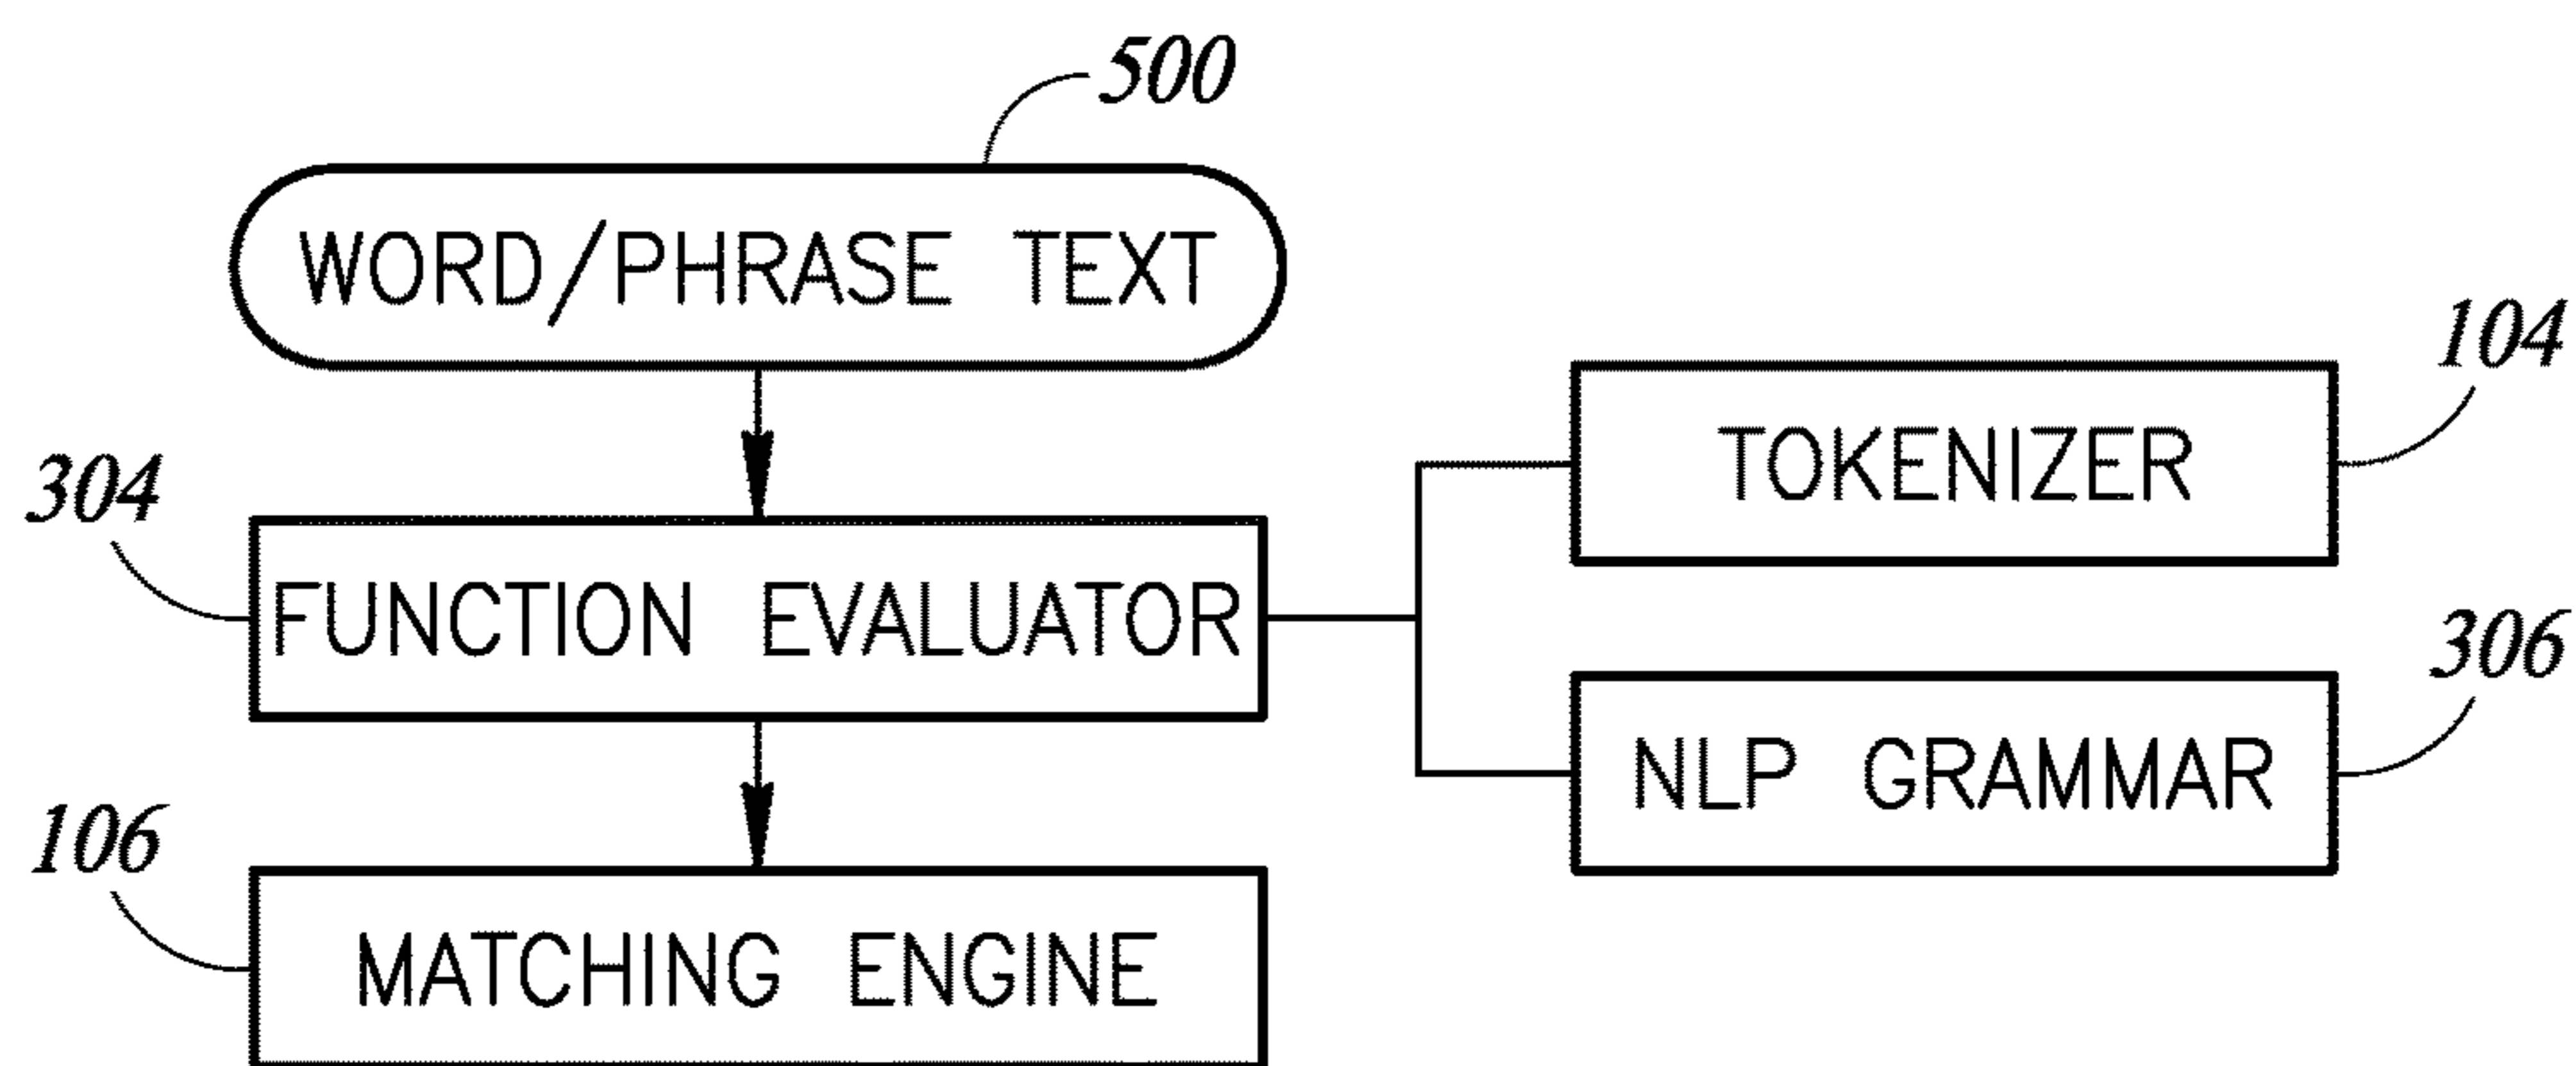 500
WORD/PHRASE TEXT
104
TOKENIZER
304
FUNCTION EVALUATOR
306
NLP GRAMMAR
106
MATCHING ENGINE